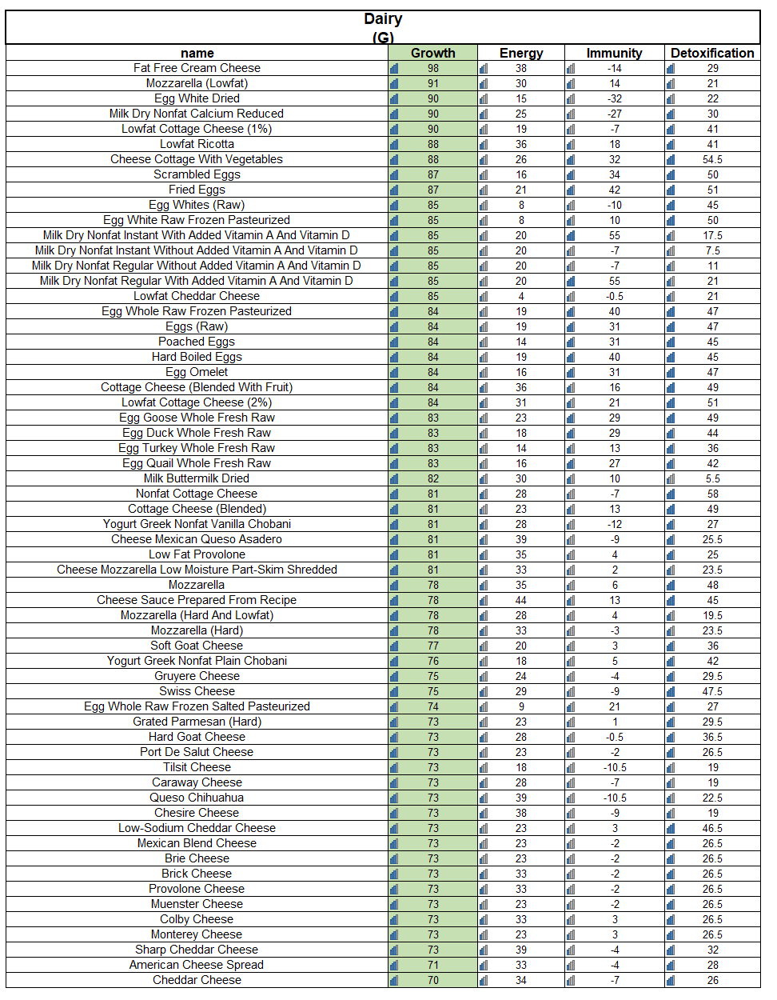 Dairy
(G)
name Growth Energy Immunity Detoxification
Fat Free Cream Cheese 98 38 -14 29
Mozzarella (Lowfat) 91 30 14 21
Egg White Dried 90 15 -32 22
Milk Dry Nonfat Calcium Reduced 90 25 -27 30
Lowfat Cottage Cheese (1%) 90 19 -7 41
Lowfat Ricotta 88 36 18 41
Cheese Cottage With Vegetables 88 26 32 54.5
Scrambled Eggs 87 16 34 50
Fried Eggs 87 21 42 51
Egg Whites (Raw) 85 8 -10 45
Egg White Raw Frozen Pasteurized 85 8 10 50
Milk Dry Nonfat Instant With Added Vitamin A And Vitamin D 85 20 55 17.5
Milk Dry Nonfat Instant Without Added Vitamin A And Vitamin D 85 20 -7 7.5
Milk Dry Nonfat Regular Without Added Vitamin A And Vitamin D 85 20 -7 11
Milk Dry Nonfat Regular With Added Vitamin A And Vitamin D 85 20 55 21
Lowfat Cheddar Cheese 85 4 -0.5 21
Egg Whole Raw Frozen Pasteurized 84 19 40 47
Eggs (Raw) 84 19 31 47
Poached Eggs 84 14 31 45
Hard Boiled Eggs 84 19 40 45
Egg Omelet 84 16 31 47
Cottage Cheese (Blended With Fruit) 84 36 16 49
Lowfat Cottage Cheese (2%) 84 31 21 51
Egg Goose Whole Fresh Raw 83 23 29 49
Egg Duck Whole Fresh Raw 83 18 29 44
Egg Turkey Whole Fresh Raw 83 14 13 36
Egg Quail Whole Fresh Raw 83 16 27 42
Milk Buttermilk Dried 82 30 10 5.5
Nonfat Cottage Cheese 81 28 -7 58
Cottage Cheese (Blended) 81 23 13 49
Yogurt Greek Nonfat Vanilla Chobani 81 28 -12 27
Cheese Mexican Queso Asadero 81 39 -9 25.5
Low Fat Provolone 81 35 4 25
Cheese Mozzarella Low Moisture Part-Skim Shredded 81 33 2 23.5
Mozzarella 78 35 6 48
Cheese Sauce Prepared From Recipe 78 44 13 45
Mozzarella (Hard And Lowfat) 78 28 4 19.5
Mozzarella (Hard) 78 33 -3 23.5
Soft Goat Cheese 77 20 3 36
Yogurt Greek Nonfat Plain Chobani 76 18 5 42
Gruyere Cheese 75 24 -4 29.5
Swiss Cheese 75 29 -9 47.5
Egg Whole Raw Frozen Salted Pasteurized 74 9 21 27
Grated Parmesan (Hard) 73 23 1 29.5
Hard Goat Cheese 73 28 -0.5 36.5
Port De Salut Cheese 73 23 -2 26.5
Tilsit Cheese 73 18 -10.5 19
Caraway Cheese 73 28 -7 19
Queso Chihuahua 73 39 -10.5 22.5
Chesire Cheese 73 38 -9 19
Low-Sodium Cheddar Cheese 73 23 3 46.5
Mexican Blend Cheese 73 23 -2 26.5
Brie Cheese 73 23 -2 26.5
Brick Cheese 73 33 -2 26.5
Provolone Cheese 73 33 -2 26.5
Muenster Cheese 73 23 -2 26.5
Colby Cheese 73 33 3 26.5
Monterey Cheese 73 23 3 26.5
Sharp Cheddar Cheese 73 39 -4 32
American Cheese Spread 71 33 -4 28
Cheddar Cheese 70 34 -7 26